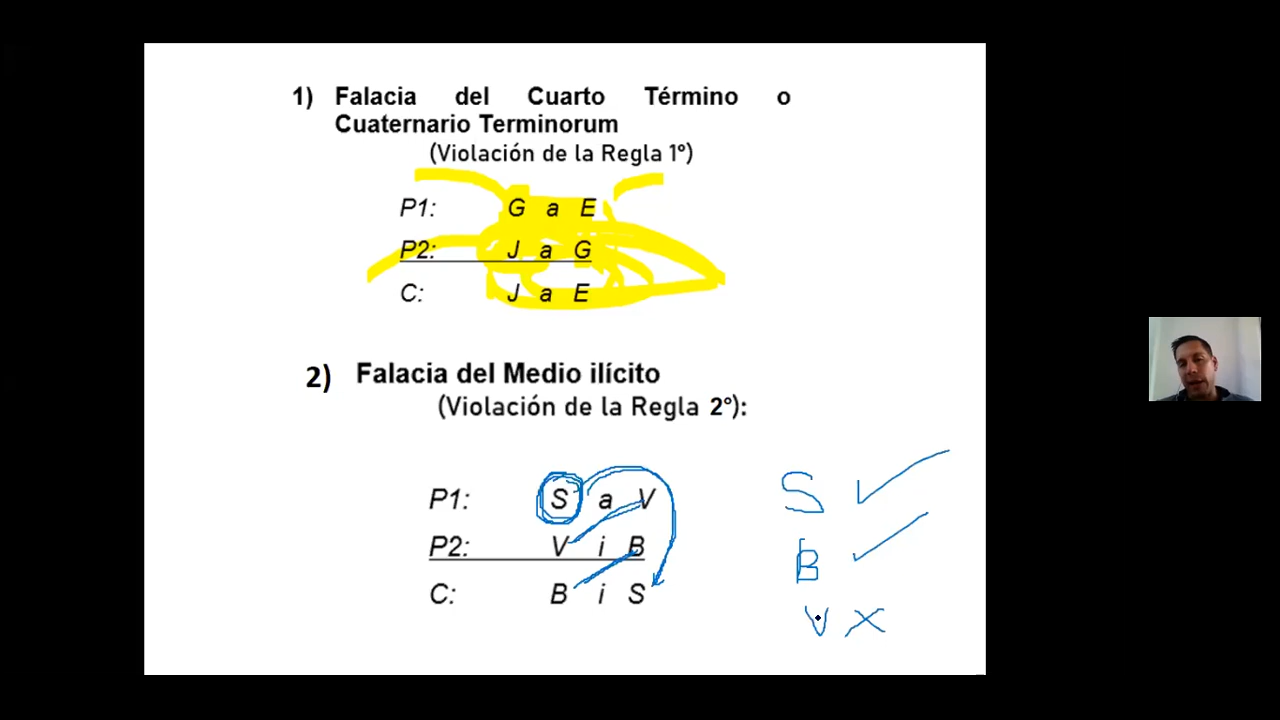 1) Falacia del Cuarto Término o
Cuaternario Terminorum
(Violación de la Regla 1°)
P1: G a E
P2: J a G
C: J a E
2) Falacia del Medio ilícito
(Violación de la Regla 2°):
P1: S a V
P2: V i B
C: B i S
S ✓
B ✓
V X